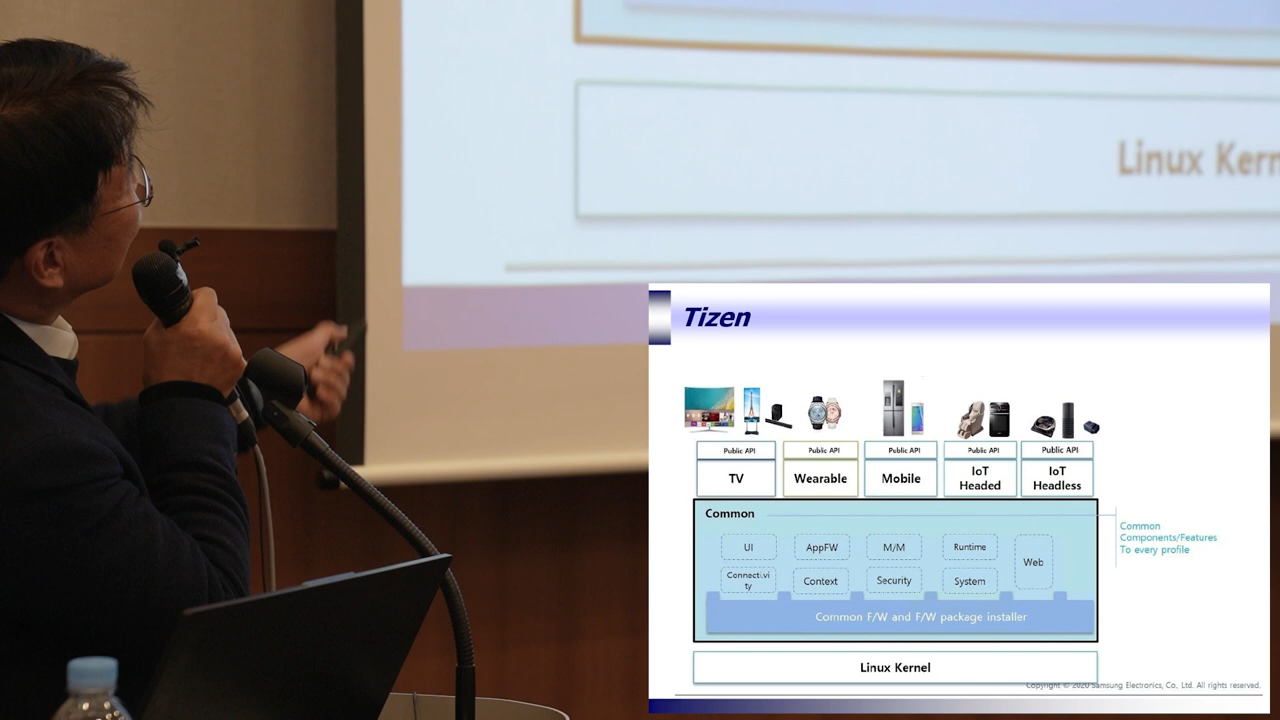 Linux Kern
Tizen
Public API
TV
Public API
Wearable
Public API
Mobile
Public API
IoT
Headed
Public API
IoT
Headless
Common
UI
AppFW
M/M
Runtime
Web
Connectivi
ty
Context
Security
System
Common F/W and F/W package installer
Common
Components/Features
To every profile
Linux Kernel
Copyright © 2020 Samsung Electronics, Co., Ltd. All rights reserved.